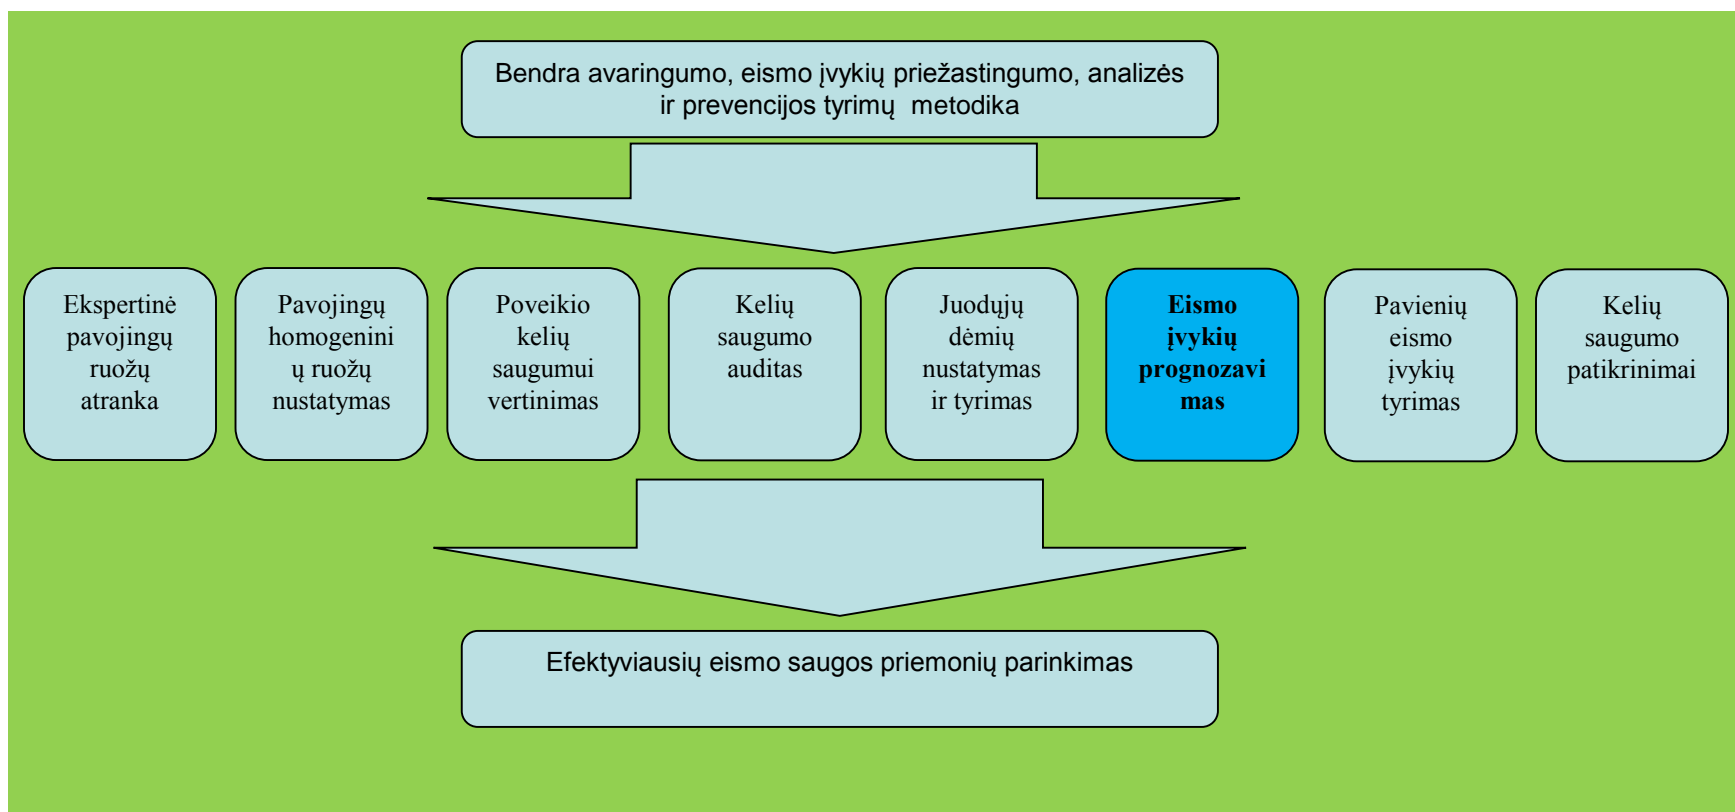 Bendra avaringumo, eismo įvykių priežastingumo, analizės
ir prevencijos tyrimų metodika
Ekspertinė
pavojingų
ruožų
atranka
Pavojingų
homogenini
ų ruožų
nustatymas
Poveikio
kelių
saugumui
vertinimas
Kelių
saugumo
auditas
Juodųjų
dėmių
nustatymas
ir tyrimas
Eismo
įvykių
prognozavi
mas
Pavienių
eismo
įvykių
tyrimas
Kelių
saugumo
patikrinimai
Efektyviausių eismo saugos priemonių parinkimas